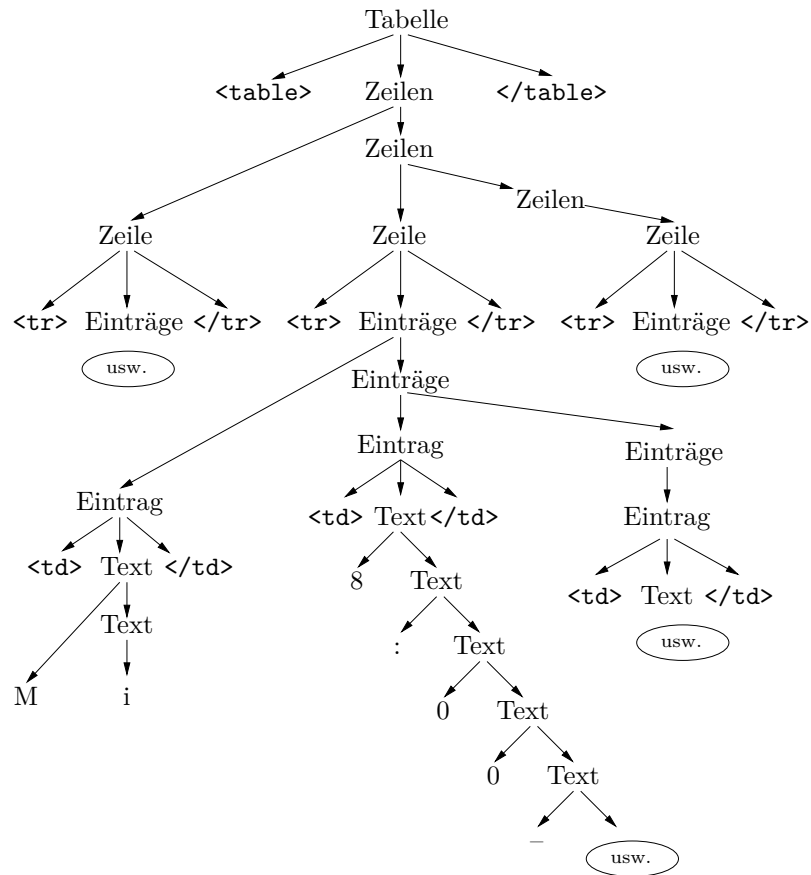 Tabelle
<table> Zeilen </table>
Zeilen
Zeilen
Zeile Zeile Zeile
<tr> Einträge </tr> <tr> Einträge </tr> <tr> Einträge </tr>
usw. usw.
Einträge
Eintrag Einträge
Eintrag <td> Text </td> Eintrag
<td> Text </td> 8 Text <td> Text </td>
Text : Text usw.
M i 0 Text
0 Text
– usw.